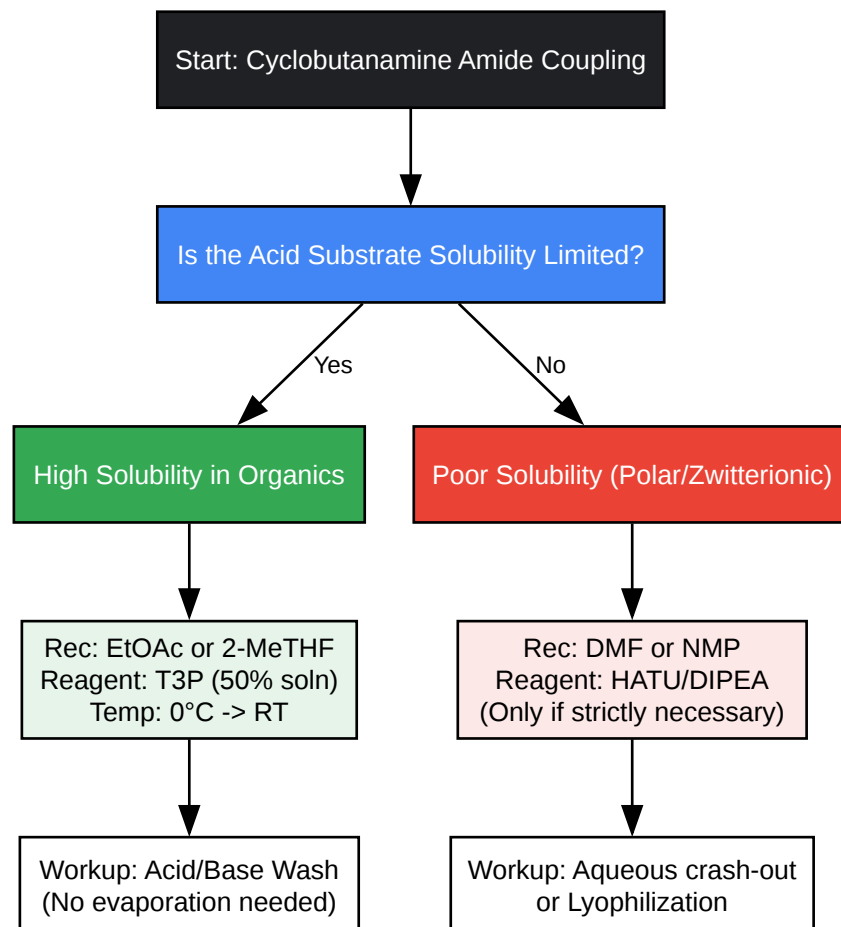 Start: Cyclobutanamine Amide Coupling
Is the Acid Substrate Solubility Limited?
Yes
No
High Solubility in Organics
Poor Solubility (Polar/Zwitterionic)
Rec: EtOAc or 2-MeTHF
Reagent: T3P (50% soln)
Temp: 0°C -> RT
Rec: DMF or NMP
Reagent: HATU/DIPEA
(Only if strictly necessary)
Workup: Acid/Base Wash
(No evaporation needed)
Workup: Aqueous crash-out
or Lyophilization